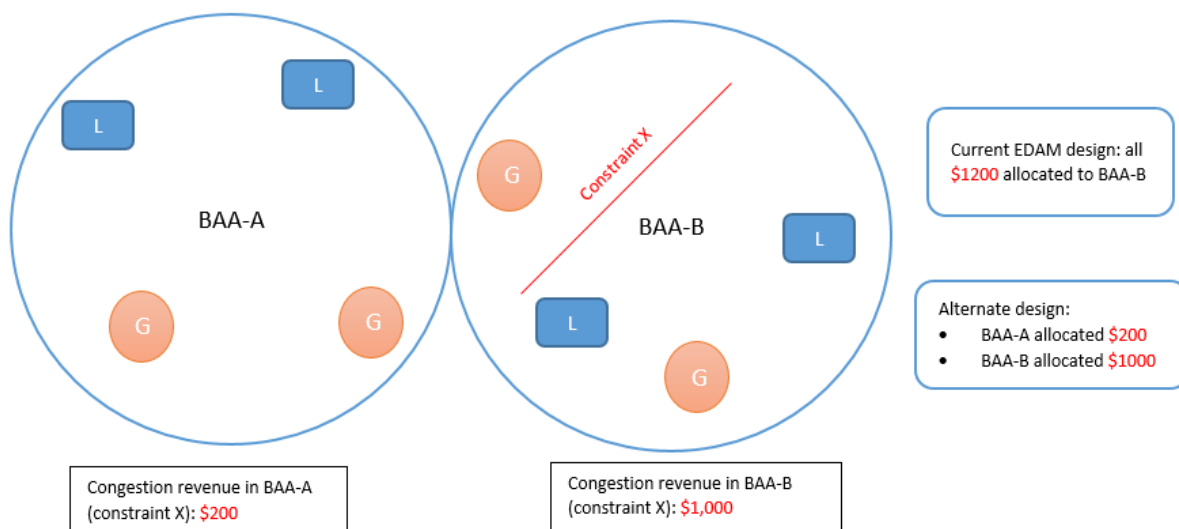 L
L
BAA-A
G
G
G
Constraint X
BAA-B
L
L
G
Current EDAM design: all
$1200 allocated to BAA-B
Alternate design:
• BAA-A allocated $200
• BAA-B allocated $1000
Congestion revenue in BAA-A
(constraint X): $200
Congestion revenue in BAA-B
(constraint X): $1,000